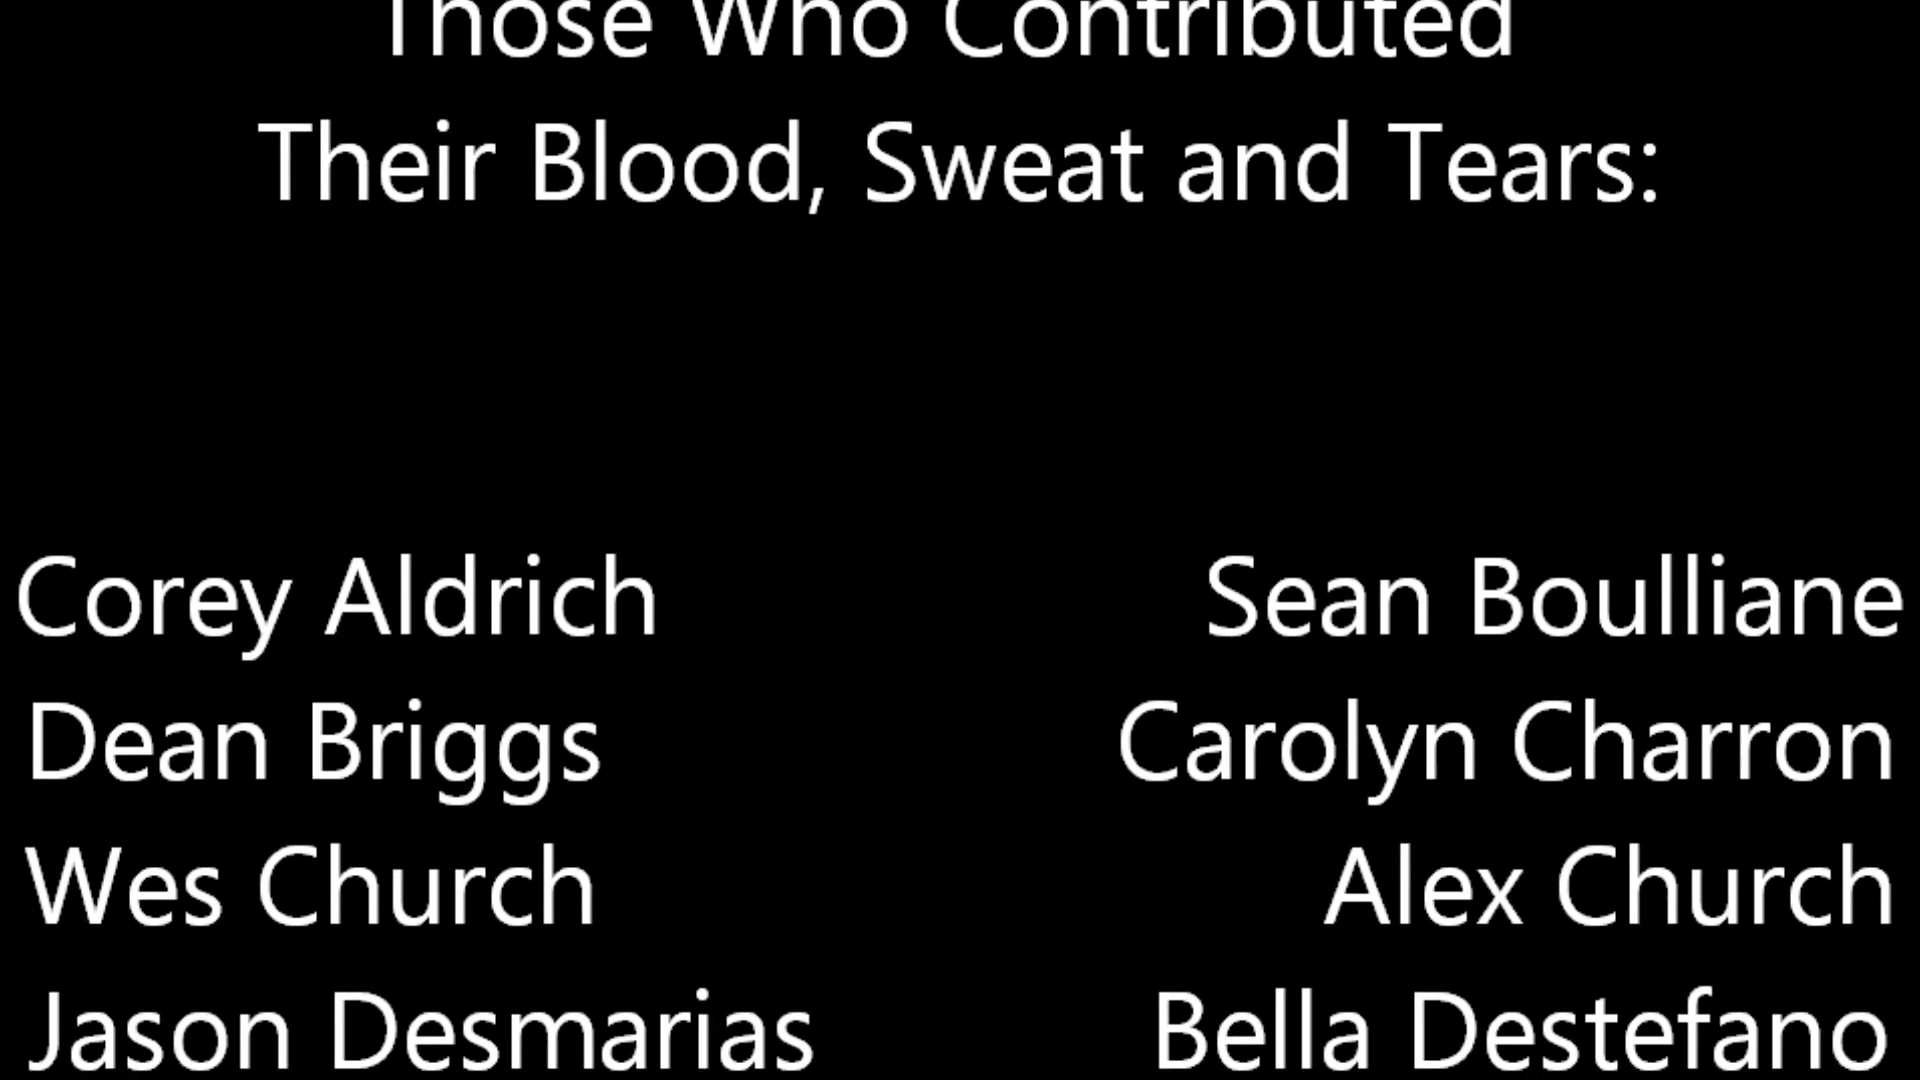 Those Who Contributed
Their Blood, Sweat and Tears:
Corey Aldrich Sean Boulliane
Dean Briggs Carolyn Charron
Wes Church Alex Church
Jason Desmarias Bella Destefano